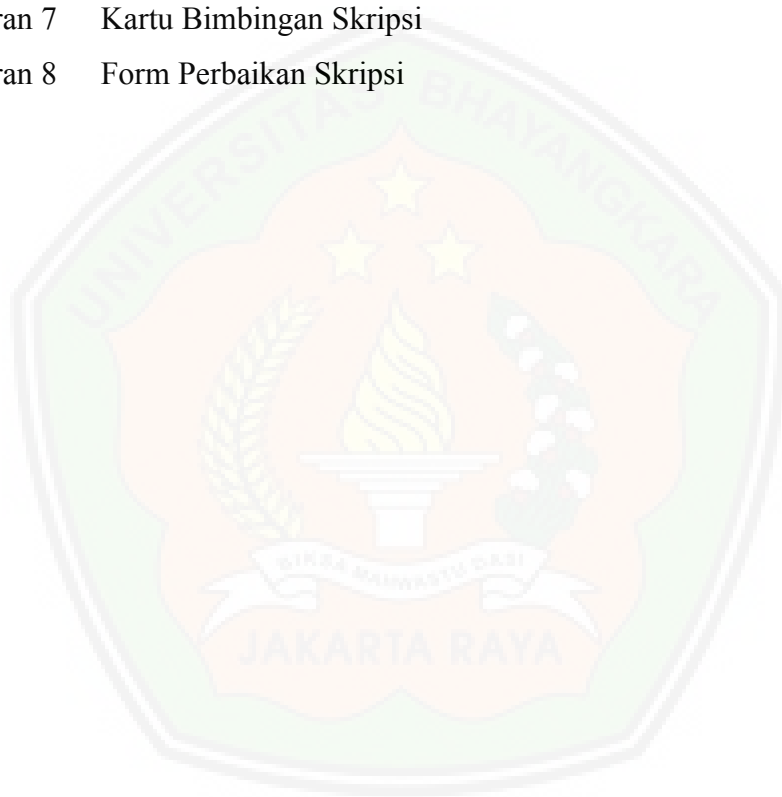 ran 7 Kartu Bimbingan Skripsi
ran 8 Form Perbaikan Skripsi
UNIVERSITAS BHAYANGKARA
JAKARTA RAYA